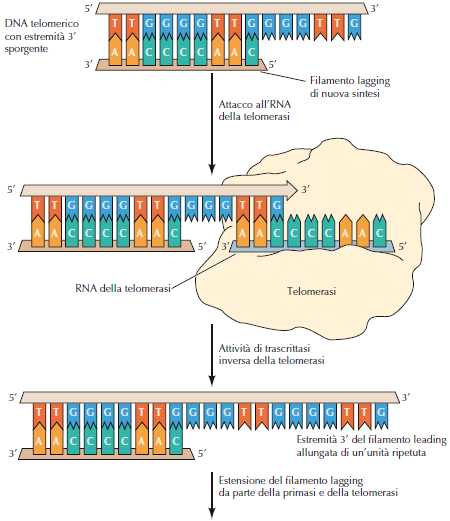 DNA telomerico
con estremità 3'
sporgente
5' 3'
T T G G G G T T G G G G T T G
A A C C C C A A C
3' 5'
Filamento lagging
di nuova sintesi
Attacco all'RNA
della telomerasi
5' 3'
T T G G G G T T G G G G T T G
A A C C C C A A C A A C C C C A A C
3' 5' 3' 5'
RNA della telomerasi
Telomerasi
Attività di trascrittasi
inversa della telomerasi
5' 3'
T T G G G G T T G G G G T T G G G G T T G
A A C C C C A A C
3' 5'
Estremità 3' del filamento leading
allungata di un'unità ripetuta
Estensione del filamento lagging
da parte della primasi e della telomerasi